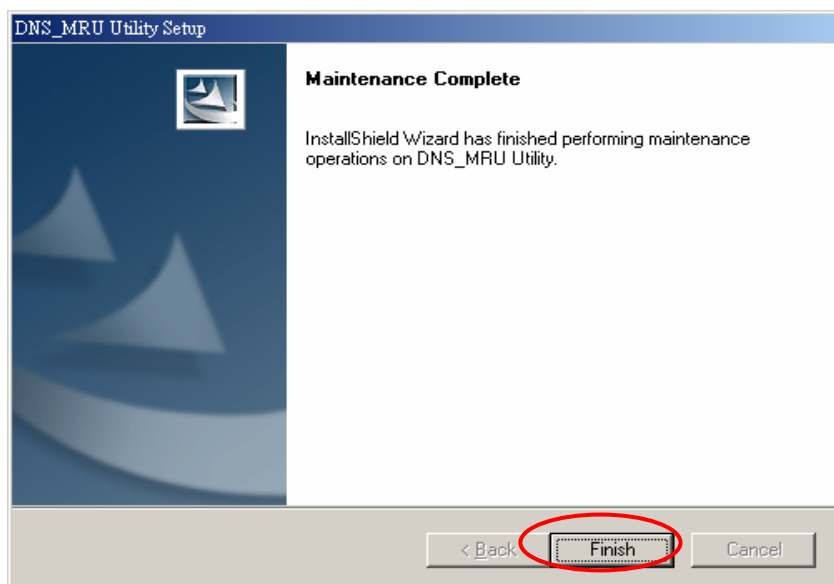 DNS_MRU Utility Setup
Maintenance Complete
InstallShield Wizard has finished performing maintenance
operations on DNS_MRU Utility.
< Back
Finish
Cancel